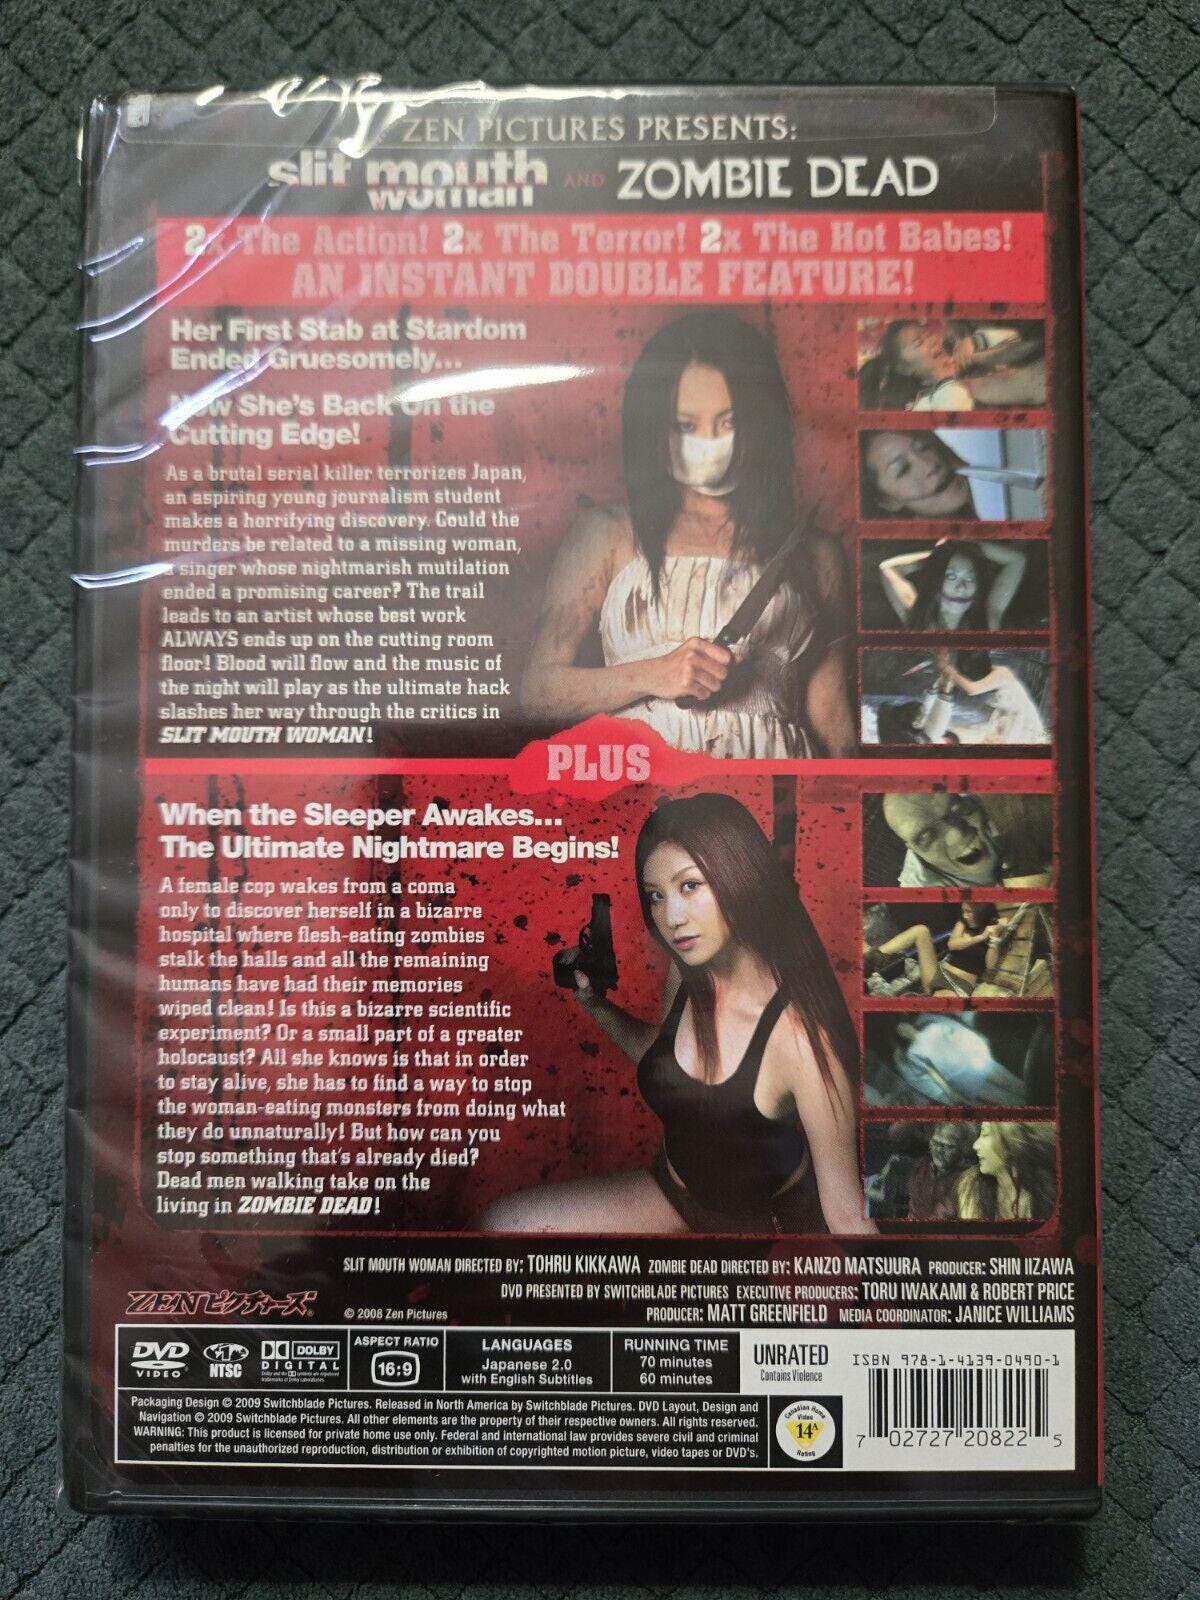 ZEN PICTURES PRESENTS:
slit mouth woman AND ZOMBIE DEAD
2x The Action! 2x The Terror! 2x The Hot Babes!
AN INSTANT DOUBLE FEATURE!
Her First Stab at Stardom
Ended Gruesomely...
Now She's Back On the
Cutting Edge!
As a brutal serial killer terrorizes Japan,
an aspiring young journalism student
makes a horrifying discovery. Could the
murders be related to a missing woman,
a singer whose nightmarish mutilation
ended a promising career? The trail
leads to an artist whose best work
ALWAYS ends up on the cutting room
floor! Blood will flow and the music of
the night will play as the ultimate hack
slashes her way through the critics in
SLIT MOUTH WOMAN!
PLUS
When the Sleeper Awakes...
The Ultimate Nightmare Begins!
A female cop wakes from a coma
only to discover herself in a bizarre
hospital where flesh-eating zombies
stalk the halls and all the remaining
humans have had their memories
wiped clean! Is this a bizarre scientific
experiment? Or a small part of a greater
holocaust? All she knows is that in order
to stay alive, she has to find a way to stop
the woman-eating monsters from doing what
they do unnaturally! But how can you
stop something that's already died?
Dead men walking take on the
living in ZOMBIE DEAD!
SLIT MOUTH WOMAN DIRECTED BY: TOHRU KIKKAWA ZOMBIE DEAD DIRECTED BY: KANZO MATSUURA PRODUCER: SHIN IIZAWA
DVD PRESENTED BY SWITCHBLADE PICTURES EXECUTIVE PRODUCERS: TORU IWAKAMI & ROBERT PRICE
PRODUCER: MATT GREENFIELD MEDIA COORDINATOR: JANICE WILLIAMS
ZENピクチャーズ® © 2008 Zen Pictures
DVD VIDEO
NTSC
DOLBY DIGITAL
ASPECT RATIO
16:9
LANGUAGES
Japanese 2.0
with English Subtitles
RUNNING TIME
70 minutes
60 minutes
UNRATED
Contains Violence
ISBN 978-1-4139-0490-1
Packaging Design © 2009 Switchblade Pictures. Released in North America by Switchblade Pictures. DVD Layout, Design and
Navigation © 2009 Switchblade Pictures. All other elements are the property of their respective owners. All rights reserved.
WARNING: This product is licensed for private home use only. Federal and international law provides severe civil and criminal
penalties for the unauthorized reproduction, distribution or exhibition of copyrighted motion picture, video tapes or DVD's.
Canadian Home
Video
14A
Rating
7 02727 20822 5